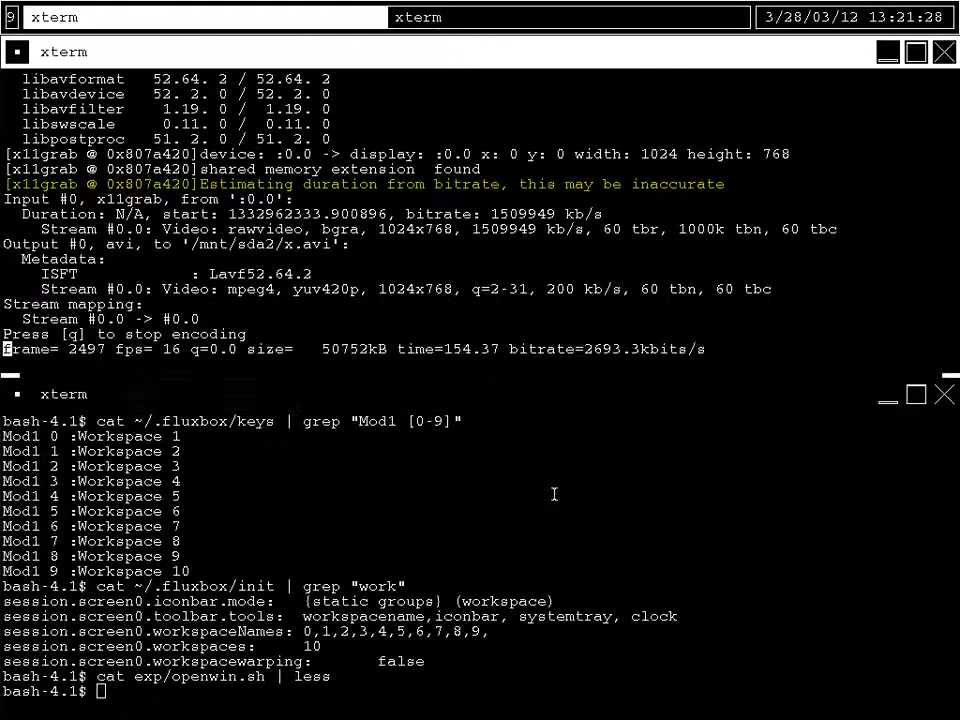 9 xterm xterm 3/28/03/12 13:21:28
xterm
libavformat 52.64. 2 / 52.64. 2
libavdevice 52. 2. 0 / 52. 2. 0
libavfilter 1.19. 0 / 1.19. 0
libswscale 0.11. 0 / 0.11. 0
libpostproc 51. 2. 0 / 51. 2. 0
[x11grab @ 0x807a420]device: :0.0 -> display: :0.0 x: 0 y: 0 width: 1024 height: 768
[x11grab @ 0x807a420]shared memory extension found
[x11grab @ 0x807a420]Estimating duration from bitrate, this may be inaccurate
Input #0, x11grab, from ':0.0':
Duration: N/A, start: 1332962333.900896, bitrate: 1509949 kb/s
Stream #0.0: Video: rawvideo, bgra, 1024x768, 1509949 kb/s, 60 tbr, 1000k tbn, 60 tbc
Output #0, avi, to '/mnt/sda2/x.avi':
Metadata:
ISFT : Lavf52.64.2
Stream #0.0: Video: mpeg4, yuv420p, 1024x768, q=2-31, 200 kb/s, 60 tbn, 60 tbc
Stream mapping:
Stream #0.0 -> #0.0
Press [q] to stop encoding
frame= 2497 fps= 16 q=0.0 size= 50752kB time=154.37 bitrate=2693.3kbits/s
xterm
bash-4.1$ cat ~/.fluxbox/keys | grep "Mod1 [0-9]"
Mod1 0 :Workspace 1
Mod1 1 :Workspace 2
Mod1 2 :Workspace 3
Mod1 3 :Workspace 4
Mod1 4 :Workspace 5
Mod1 5 :Workspace 6
Mod1 6 :Workspace 7
Mod1 7 :Workspace 8
Mod1 8 :Workspace 9
Mod1 9 :Workspace 10
bash-4.1$ cat ~/.fluxbox/init | grep "work"
session.screen0.iconbar.mode: {static groups} (workspace)
session.screen0.toolbar.tools: workspacename,iconbar, systemtray, clock
session.screen0.workspaceNames: 0,1,2,3,4,5,6,7,8,9,
session.screen0.workspaces: 10
session.screen0.workspacewarping: false
bash-4.1$ cat exp/openwin.sh | less
bash-4.1$